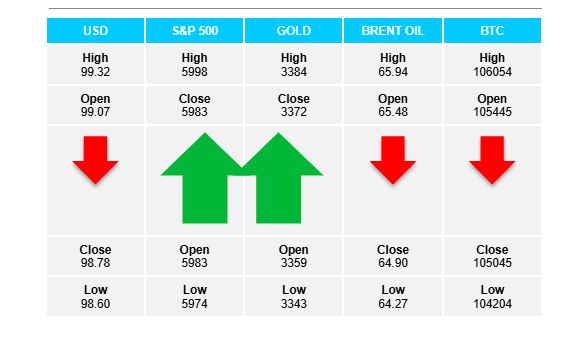 USD S&P 500 GOLD BRENT OIL BTC
High High High High High
99.32 5998 3384 65.94 106054
Open Close Close Open Open
99.07 5983 3372 65.48 105445
Close Open Open Close Close
98.78 5983 3359 64.90 105045
Low Low Low Low Low
98.60 5974 3343 64.27 104204